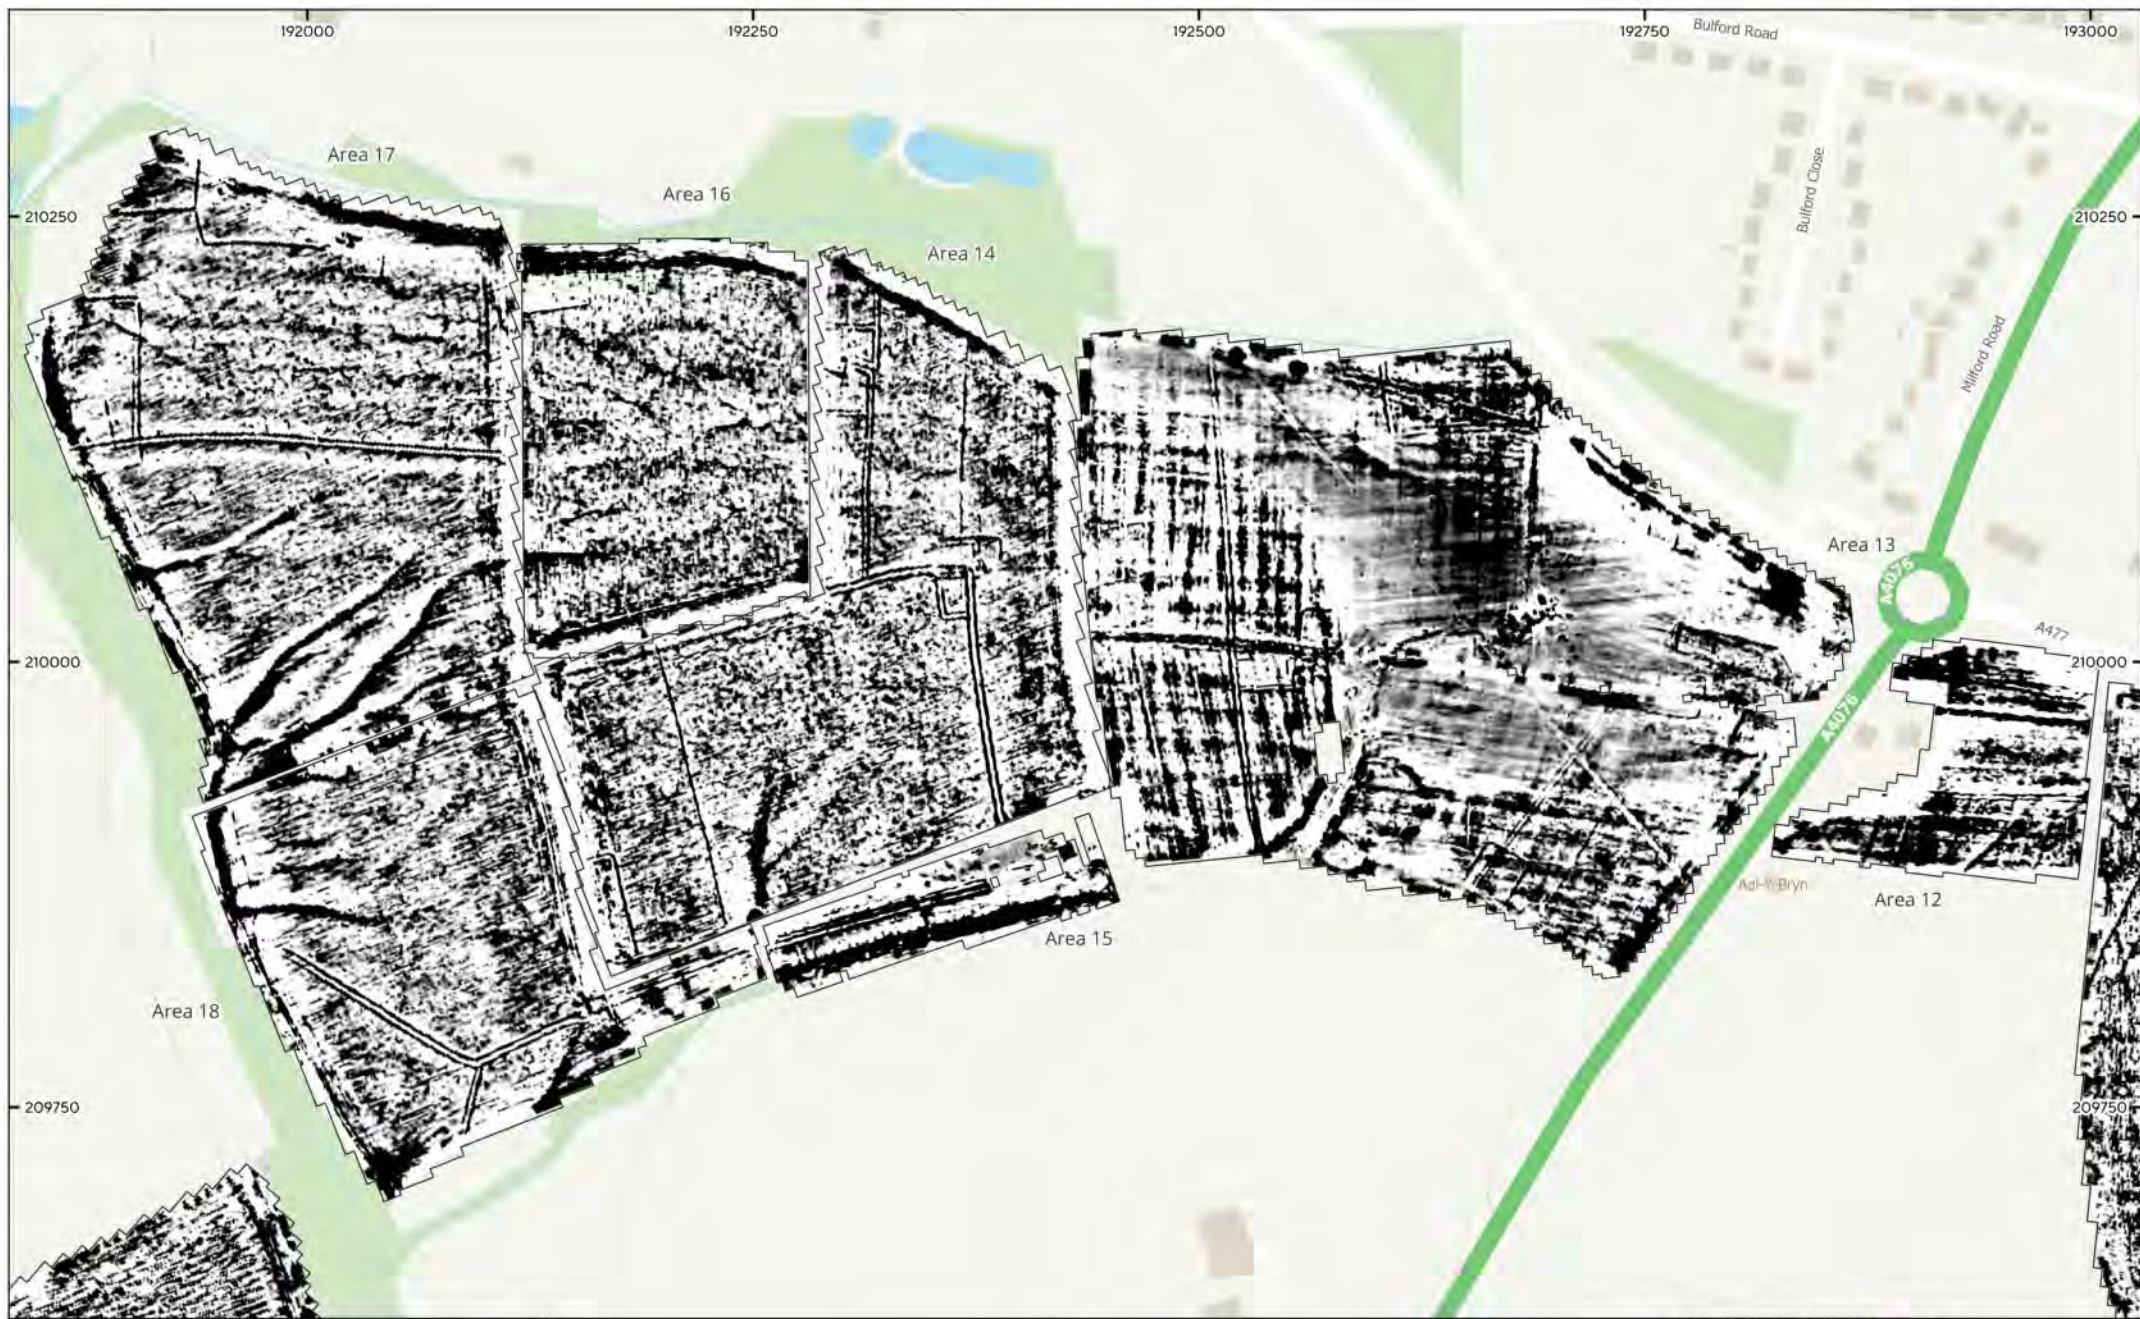 192000
192250
192500
192750
193000
Bulford Road
Area 17
Area 16
Bulford Close
210250
210250
Area 14
Milford Road
Area 13
A4076
A477
210000
210000
A4076
Area 12
Area 15
Area 18
209750
209750